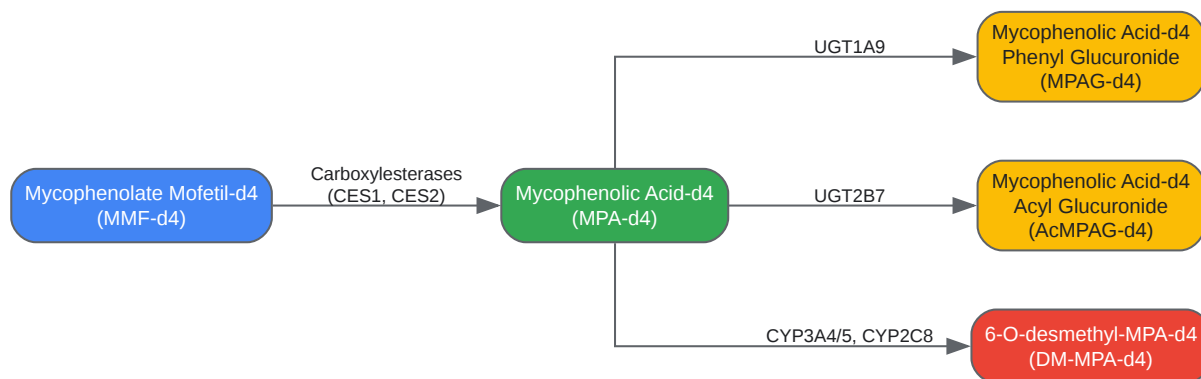 UGT1A9
Mycophenolic Acid-d4
Phenyl Glucuronide
(MPAG-d4)
Mycophenolate Mofetil-d4
(MMF-d4)
Carboxylesterases
(CES1, CES2)
Mycophenolic Acid-d4
(MPA-d4)
UGT2B7
Mycophenolic Acid-d4
Acyl Glucuronide
(AcMPAG-d4)
CYP3A4/5, CYP2C8
6-O-desmethyl-MPA-d4
(DM-MPA-d4)